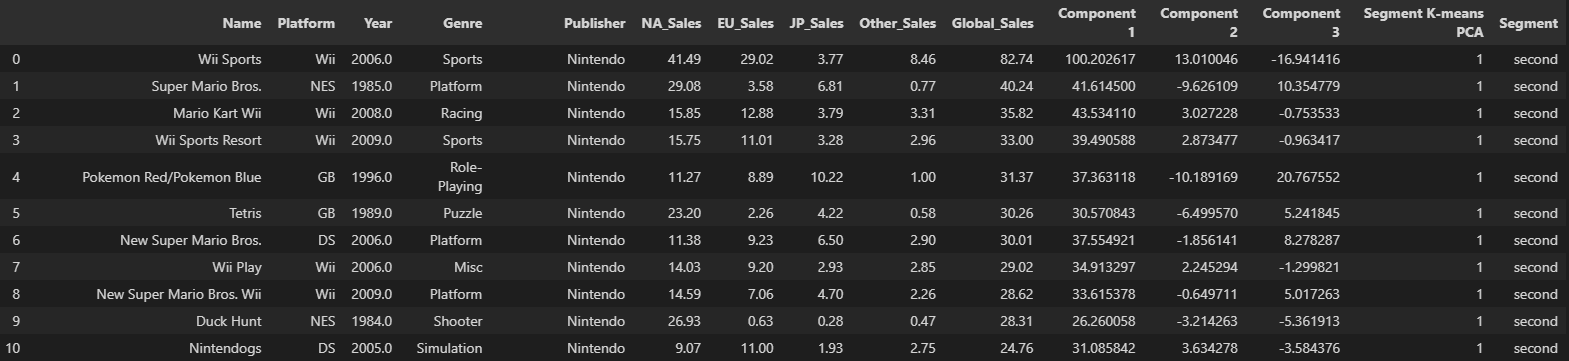 Name Platform Year Genre Publisher NA_Sales EU_Sales JP_Sales Other_Sales Global_Sales Component 1 Component 2 Component 3 Segment K-means PCA Segment
0 Wii Sports Wii 2006.0 Sports Nintendo 41.49 29.02 3.77 8.46 82.74 100.202617 13.010046 -16.941416 1 second
1 Super Mario Bros. NES 1985.0 Platform Nintendo 29.08 3.58 6.81 0.77 40.24 41.614500 -9.626109 10.354779 1 second
2 Mario Kart Wii Wii 2008.0 Racing Nintendo 15.85 12.88 3.79 3.31 35.82 43.534110 3.027228 -0.753533 1 second
3 Wii Sports Resort Wii 2009.0 Sports Nintendo 15.75 11.01 3.28 2.96 33.00 39.490588 2.873477 -0.963417 1 second
4 Pokemon Red/Pokemon Blue GB 1996.0 Role-Playing Nintendo 11.27 8.89 10.22 1.00 31.37 37.363118 -10.189169 20.767552 1 second
5 Tetris GB 1989.0 Puzzle Nintendo 23.20 2.26 4.22 0.58 30.26 30.570843 -6.499570 5.241845 1 second
6 New Super Mario Bros. DS 2006.0 Platform Nintendo 11.38 9.23 6.50 2.90 30.01 37.554921 -1.856141 8.278287 1 second
7 Wii Play Wii 2006.0 Misc Nintendo 14.03 9.20 2.93 2.85 29.02 34.913297 2.245294 -1.299821 1 second
8 New Super Mario Bros. Wii Wii 2009.0 Platform Nintendo 14.59 7.06 4.70 2.26 28.62 33.615378 -0.649711 5.017263 1 second
9 Duck Hunt NES 1984.0 Shooter Nintendo 26.93 0.63 0.28 0.47 28.31 26.260058 -3.214263 -5.361913 1 second
10 Nintendogs DS 2005.0 Simulation Nintendo 9.07 11.00 1.93 2.75 24.76 31.085842 3.634278 -3.584376 1 second